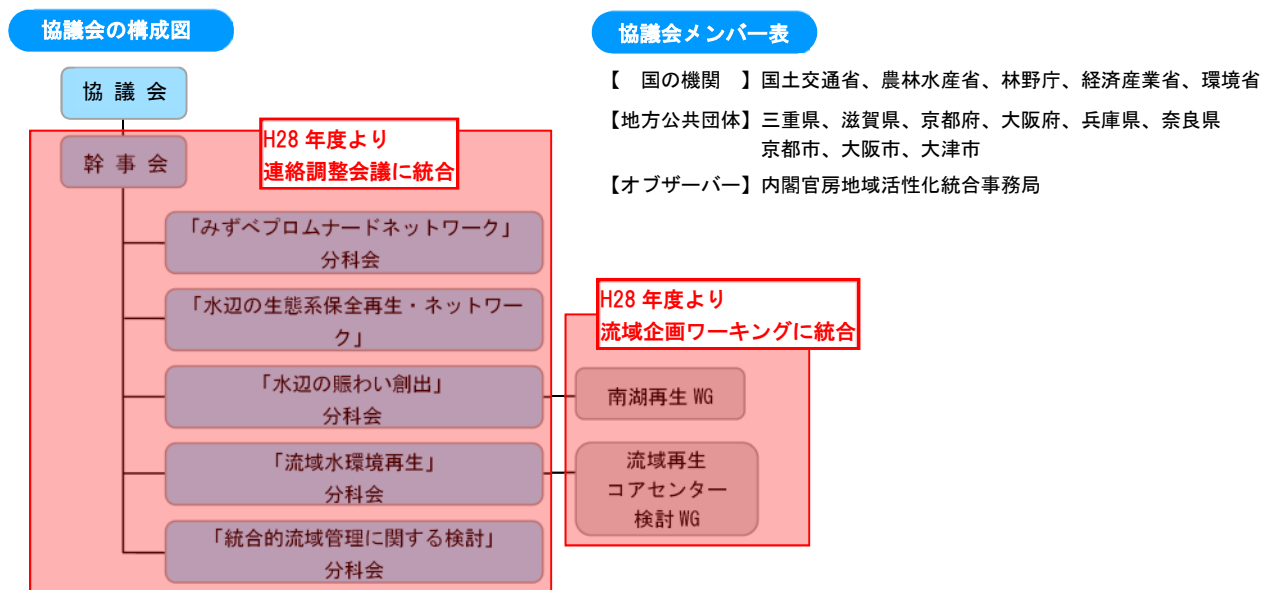 協議会の構成図
協議会
幹事会
H28年度より
連絡調整会議に統合
「みずべプロムナードネットワーク」
分科会
「水辺の生態系保全再生・ネットワー
ク」
「水辺の賑わい創出」
分科会
「流域水環境再生」
分科会
「統合的流域管理に関する検討」
分科会
H28年度より
流域企画ワーキングに統合
南湖再生WG
流域再生
コアセンター
検討WG
協議会メンバー表
【　国の機関　】国土交通省、農林水産省、林野庁、経済産業省、環境省
【地方公共団体】三重県、滋賀県、京都府、大阪府、兵庫県、奈良県
京都市、大阪市、大津市
【オブザーバー】内閣官房地域活性化統合事務局